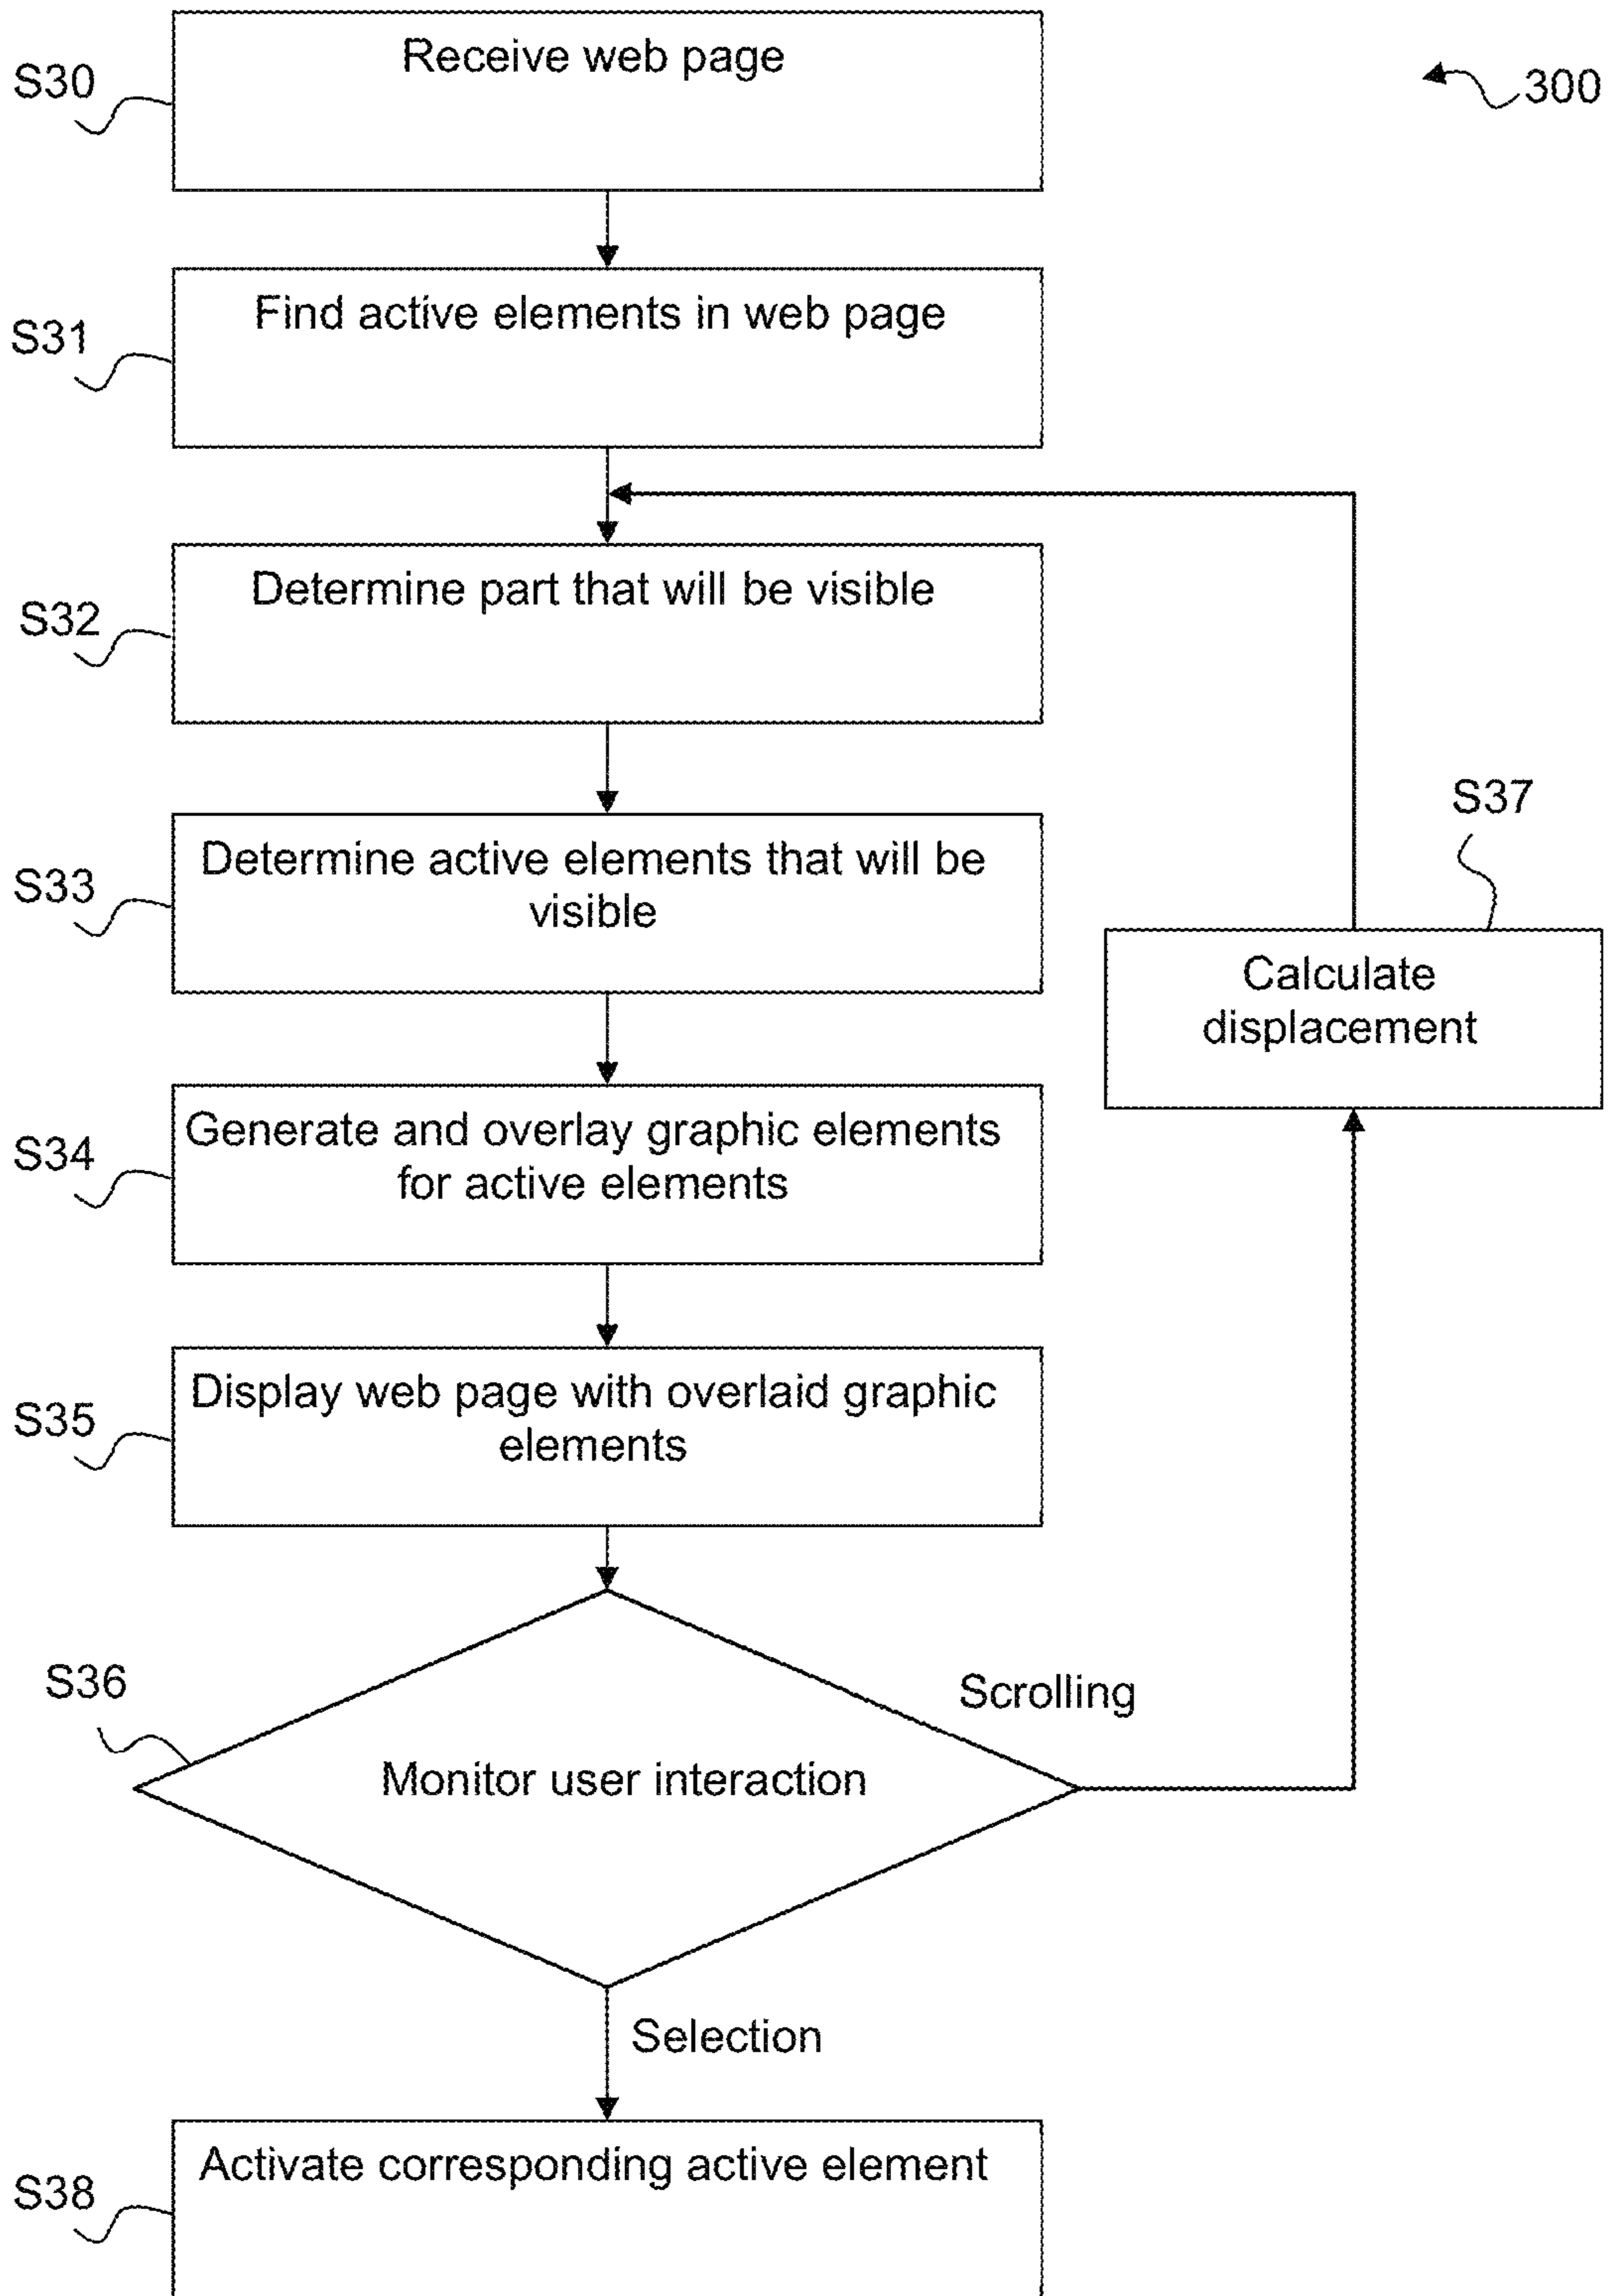 S30
Receive web page
300
S31
Find active elements in web page
S32
Determine part that will be visible
S33
Determine active elements that will be
visible
S37
Calculate
displacement
S34
Generate and overlay graphic elements
for active elements
S35
Display web page with overlaid graphic
elements
S36
Scrolling
Monitor user interaction
Selection
S38
Activate corresponding active element